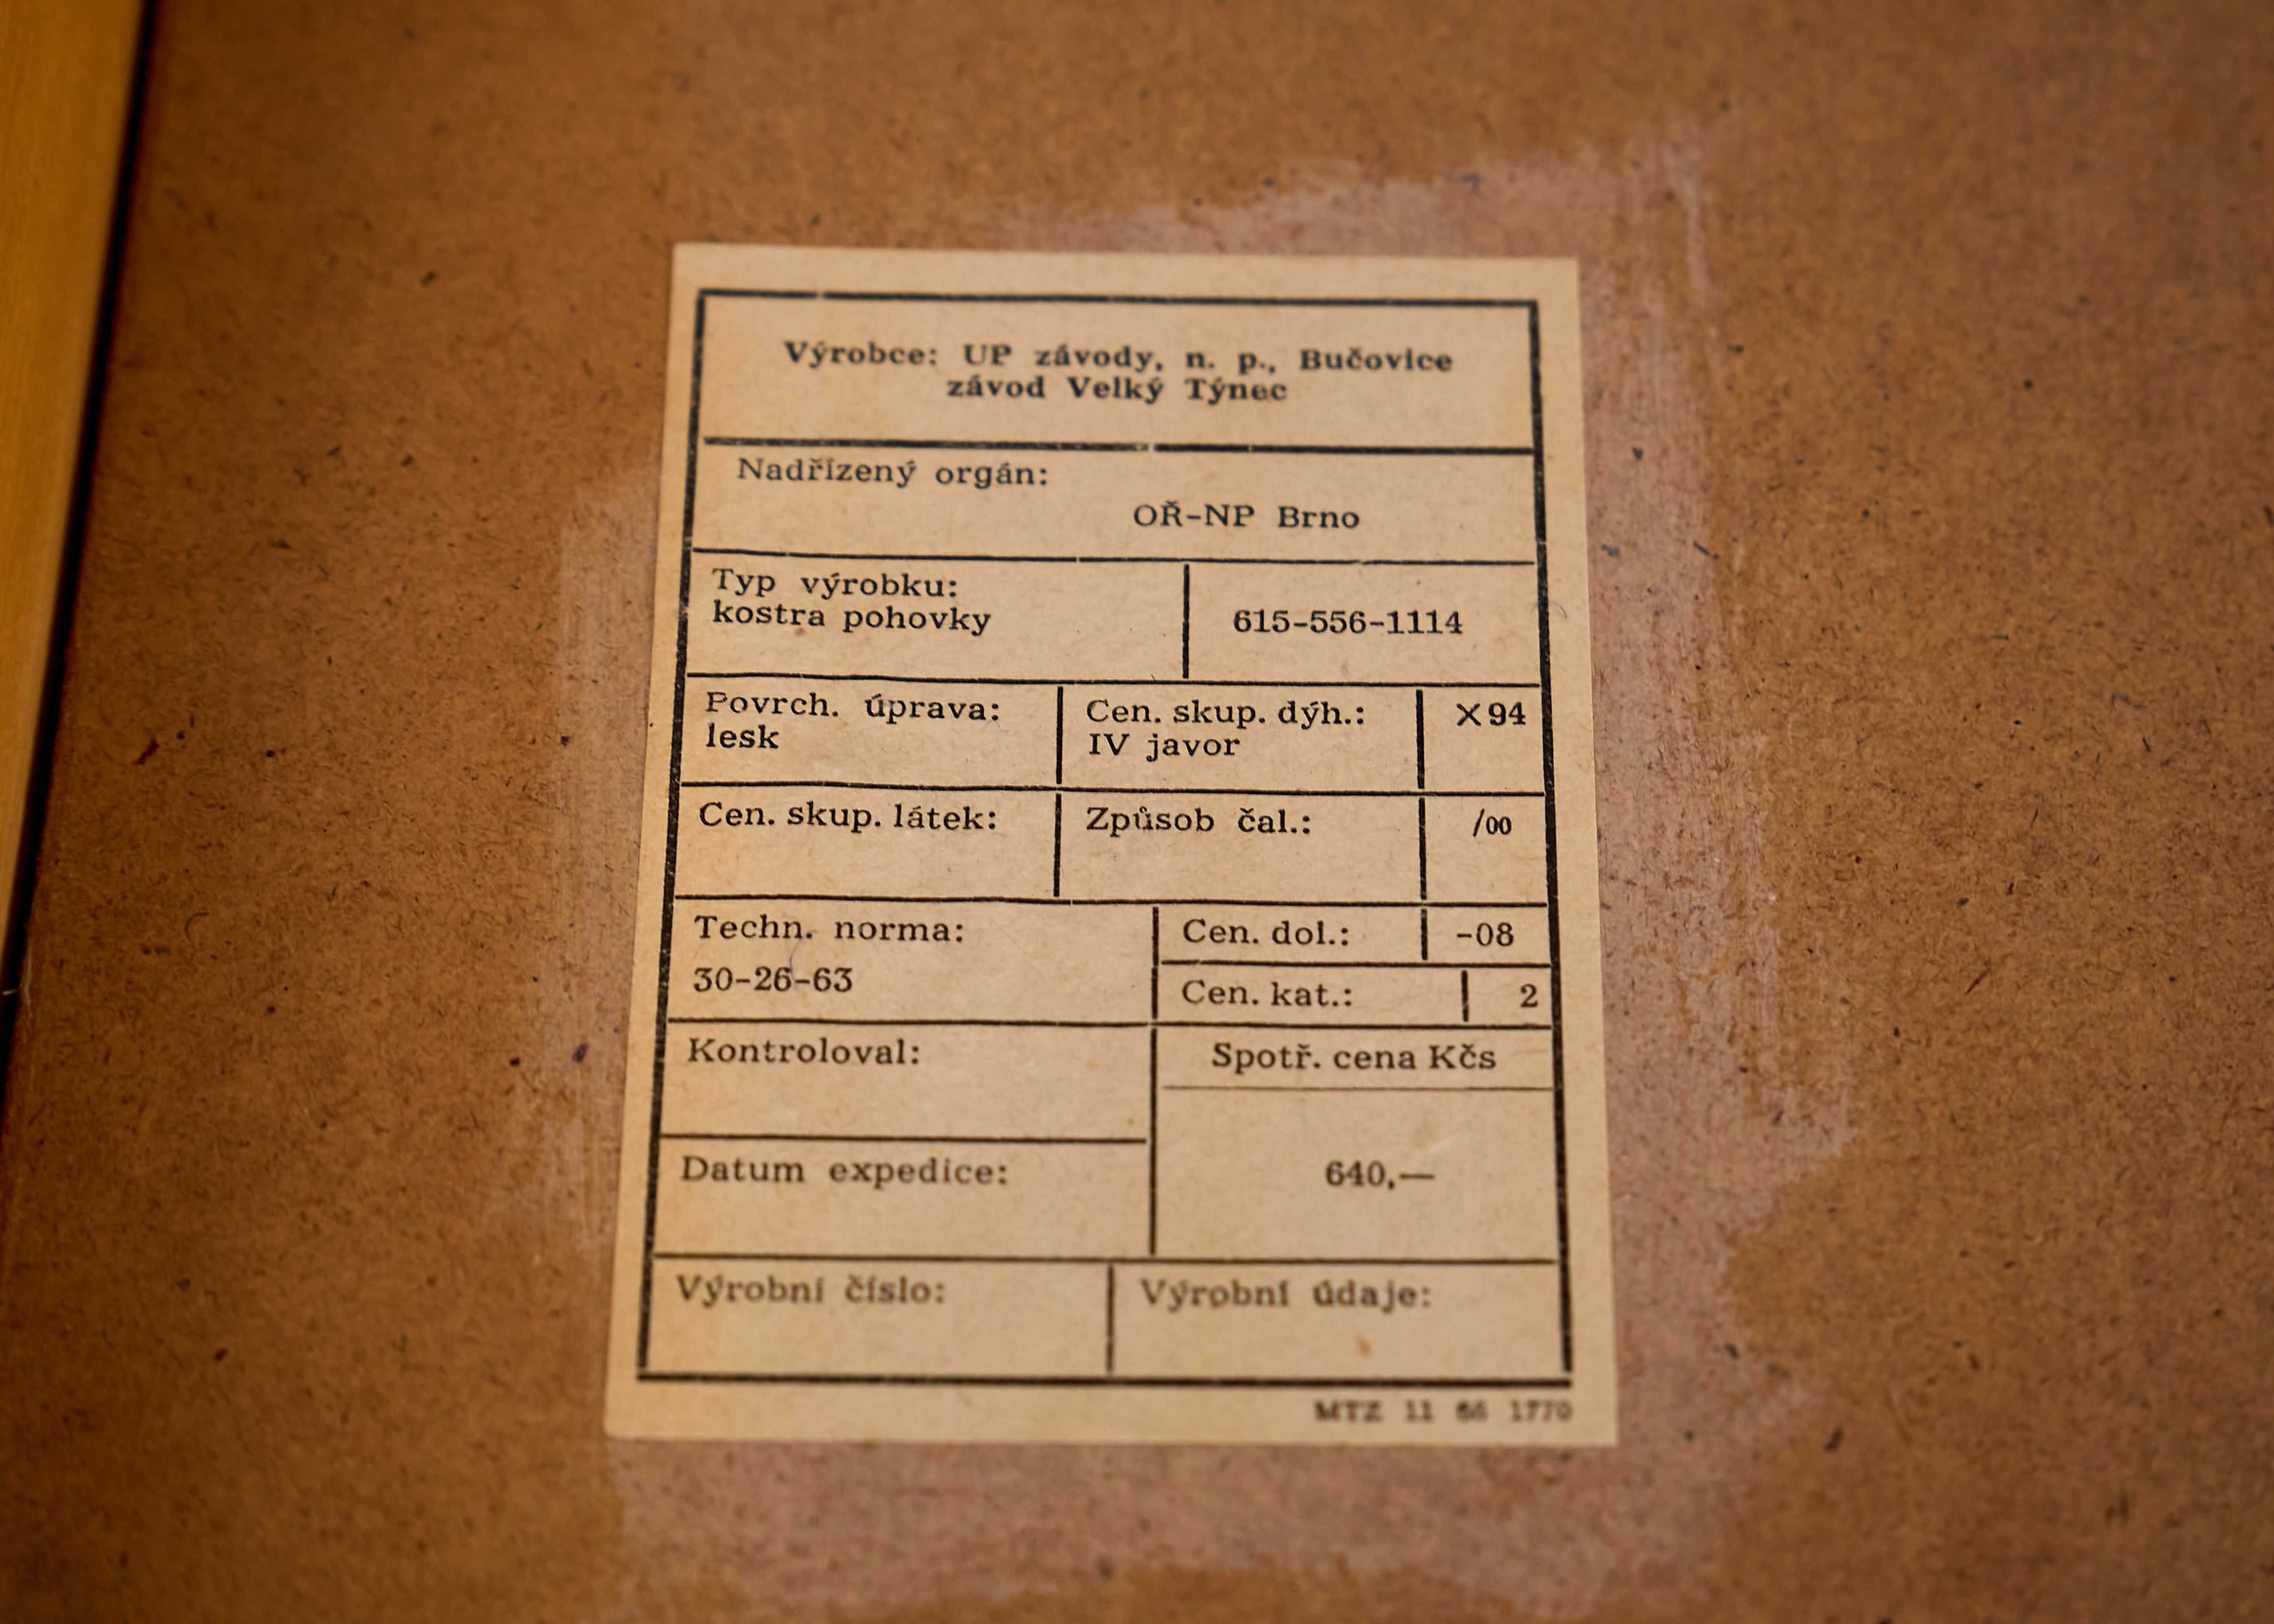 Výrobce: UP závody, n. p., Bučovice
závod Velký Týnec
Nadřízený orgán:
OŘ-NP Brno
Typ výrobku:
kostra pohovky
615-556-1114
Povrch. úprava:
lesk
Cen. skup. dýh.:
IV javor
X94
Cen. skup. látek:
Způsob čal.:
/00
Techn. norma:
30-26-63
Cen. dol.:
-08
Cen. kat.:
2
Kontroloval:
Spotř. cena Kčs
Datum expedice:
640,—
Výrobní číslo:
Výrobní údaje:
MTZ 11 66 1770